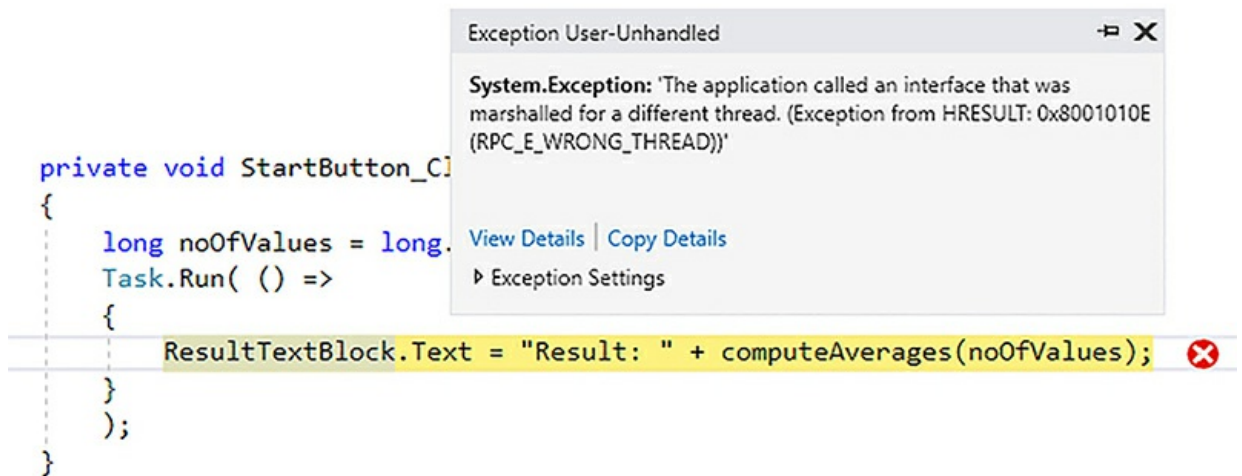 Exception User-Unhandled
System.Exception: 'The application called an interface that was
marshalled for a different thread. (Exception from HRESULT: 0x8001010E
(RPC_E_WRONG_THREAD))'
View Details | Copy Details
Exception Settings
private void StartButton_Cl
{
long noOfValues = long.
Task.Run( () =>
{
ResultTextBlock.Text = "Result: " + computeAverages(noOfValues);
}
);
}